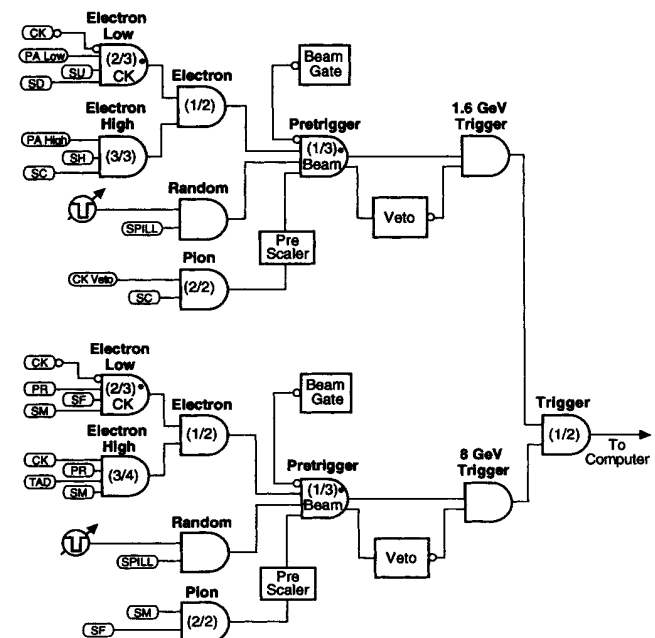 Electron
Low
CK
PA Low
SU
SD
(2/3)•
CK
Electron
(1/2)
Electron
High
PA High
SH
SC
(3/3)
Random
SPILL
Pion
CK Veto
SC
(2/2)
Beam
Gate
Pretrigger
(1/3)•
Beam
Pre
Scaler
Veto
1.6 GeV
Trigger
Electron
Low
CK
PR
SF
SM
(2/3)•
CK
Electron
(1/2)
Electron
High
CK
PR
TAD
SM
(3/4)
Random
SPILL
Pion
SM
SF
(2/2)
Beam
Gate
Pretrigger
(1/3)•
Beam
Pre
Scaler
Veto
8 GeV
Trigger
Trigger
(1/2)
To
Computer